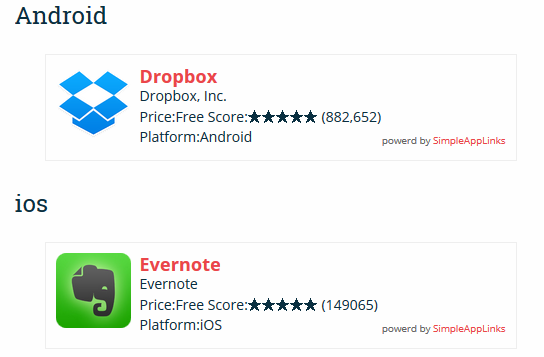 Android
Dropbox
Dropbox, Inc.
Price:Free Score:★★★★★ (882,652)
Platform:Android
powerd by SimpleAppLinks
ios
Evernote
Evernote
Price:Free Score:★★★★★ (149065)
Platform:iOS
powerd by SimpleAppLinks